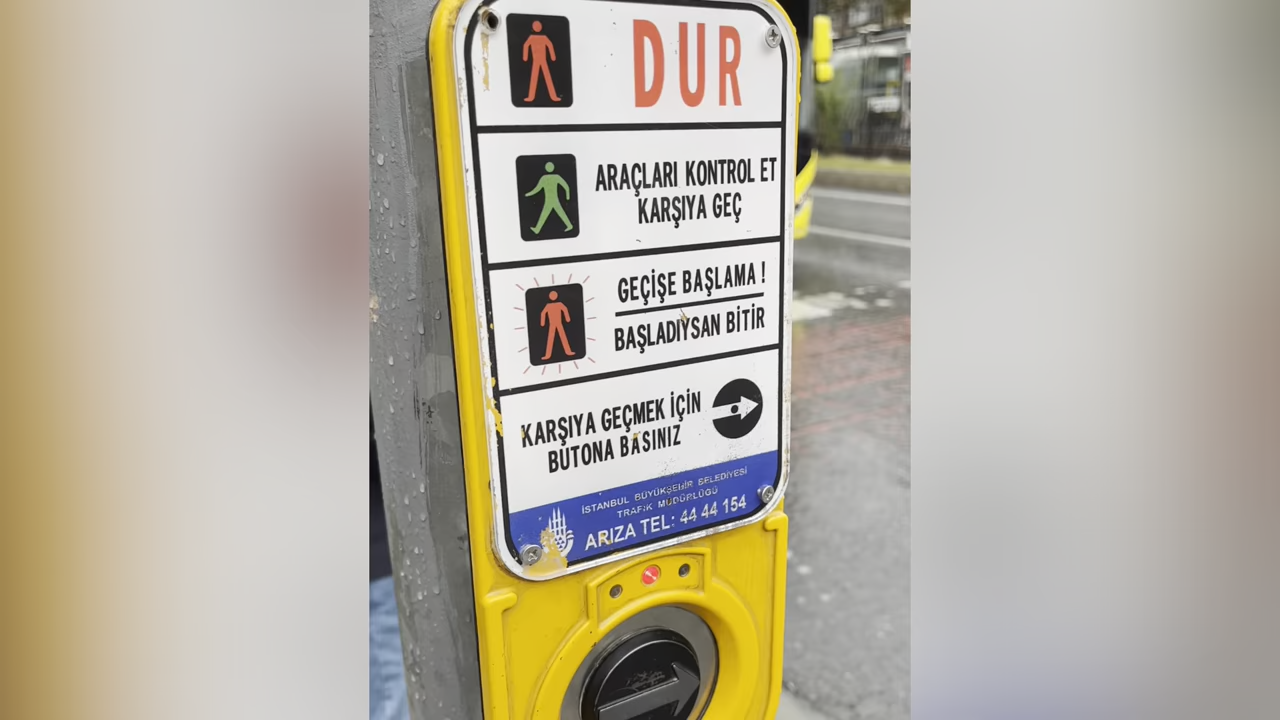 DUR
ARAÇLARI KONTROL ET
KARŞIYA GEÇ
GEÇİŞE BAŞLAMA !
BAŞLADIYSAN BİTİR
KARŞIYA GEÇMEK İÇİN
BUTONA BASINIZ
İSTANBUL BÜYÜKŞEHİR BELEDİYESİ
TRAFİK MÜDÜRLÜĞÜ
ARIZA TEL: 44 44 154